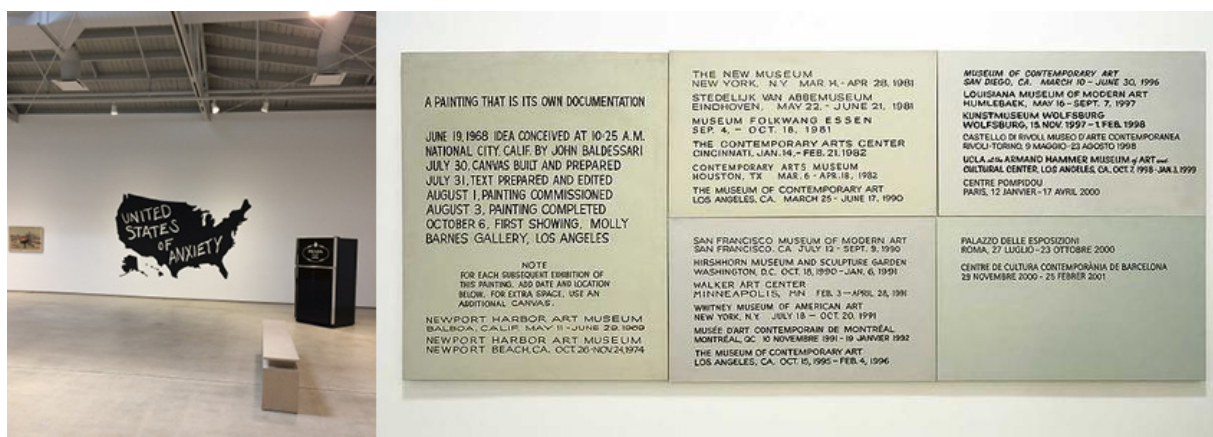 UNITED
STATES
OF
ANXIETY
A PAINTING THAT IS ITS OWN DOCUMENTATION
JUNE 19,1968 IDEA CONCEIVED AT 10:25 A.M.
NATIONAL CITY, CALIF. BY JOHN BALDESSARI
JULY 30, CANVAS BUILT AND PREPARED
JULY 31, TEXT PREPARED AND EDITED
AUGUST 1, PAINTING COMMISSIONED
AUGUST 3, PAINTING COMPLETED
OCTOBER 6, FIRST SHOWING, MOLLY
BARNES GALLERY, LOS ANGELES
NOTE
FOR EACH SUBSEQUENT EXHIBITION OF
THIS PAINTING, ADD DATE AND LOCATION
BELOW. FOR EXTRA SPACE, USE AN
ADDITIONAL CANVAS.
NEWPORT HARBOR ART MUSEUM
BALBOA, CALIF. MAY 11 - JUNE 29, 1969
NEWPORT HARBOR ART MUSEUM
NEWPORT BEACH, CA. OCT.26-NOV.24,1974
THE NEW MUSEUM
NEW YORK, N.Y. MAR 14.- APR 28, 1981
STEDELIJK VAN ABBEMUSEUM
EINDHOVEN, MAY 22, - JUNE 21, 1981
MUSEUM FOLKWANG ESSEN
SEP. 4, - OCT. 18, 1981
THE CONTEMPORARY ARTS CENTER
CINCINNATI, JAN.14,- FEB. 21, 1982
CONTEMPORARY ARTS MUSEUM
HOUSTON, TX MAR. 6 - APR.18, 1982
THE MUSEUM OF CONTEMPORARY ART
LOS ANGELES, CA. MARCH 25 - JUNE 17, 1990
SAN FRANCISCO MUSEUM OF MODERN ART
SAN FRANCISCO, CA JULY 12 - SEPT. 9, 1990
HIRSHHORN MUSEUM AND SCULPTURE GARDEN
WASHINGTON, D.C. OCT. 18, 1990 - JAN. 6, 1991
WALKER ART CENTER
MINNEAPOLIS, MN FEB. 3 - APRIL 28, 1991
WHITNEY MUSEUM OF AMERICAN ART
NEW YORK, N.Y. JULY 18 - OCT. 20, 1991
MUSÉE D'ART CONTEMPORAIN DE MONTRÉAL
MONTRÉAL, QC 10 NOVEMBRE 1991 - 19 JANVIER 1992
THE MUSEUM OF CONTEMPORARY ART
LOS ANGELES, CA. OCT. 15, 1995 - FEB. 4, 1996
MUSEUM OF CONTEMPORARY ART
SAN DIEGO, CA. MARCH 10 - JUNE 30, 1996
LOUISIANA MUSEUM OF MODERN ART
HUMLEBAEK, MAY 16 - SEPT. 7, 1997
KUNSTMUSEUM WOLFSBURG
WOLFSBURG, 15. NOV. 1997 - 1. FEB. 1998
CASTELLO DI RIVOLI, MUSEO D'ARTE CONTEMPORANEA
RIVOLI-TORINO, 9 MAGGIO-23 AGOSTO 1998
UCLA at the ARMAND HAMMER MUSEUM of ART and
CULTURAL CENTER, LOS ANGELES, CA. OCT 7, 1998 - JAN. 3, 1999
CENTRE POMPIDOU
PARIS, 12 JANVIER - 17 AVRIL 2000
PALAZZO DELLE ESPOSIZIONI
ROMA, 27 LUGLIO - 23 OTTOBRE 2000
CENTRE DE CULTURA CONTEMPORÀNIA DE BARCELONA
29 NOVEMBRE 2000 - 25 FEBRER 2001